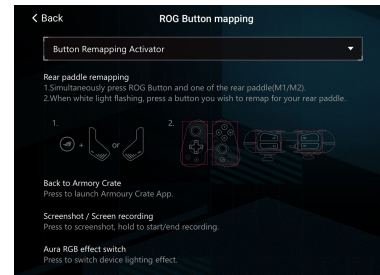 Back
ROG Button mapping
Button Remapping Activator
Rear paddle remapping
1.Simultaneously press ROG Button and one of the rear paddle(M1/M2).
2.When white light flashing, press a button you wish to remap for your rear paddle.
1.
2.
+
or
Back to Armory Crate
Press to launch Armoury Crate App.
Screenshot / Screen recording
Press to screenshot, hold to start/end recording.
Aura RGB effect switch
Press to switch device lighting effect.